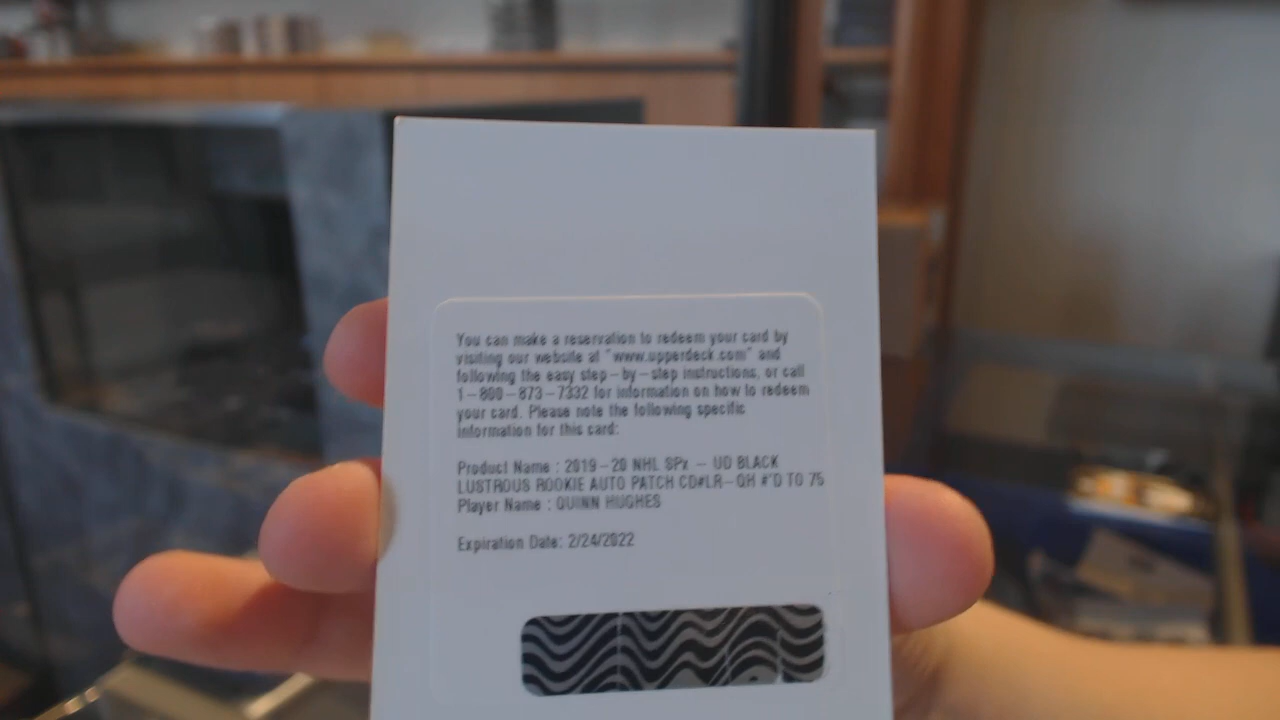 You can make a reservation to redeem your card by
visiting our website at "www.upperdeck.com" and
following the easy step-by-step instructions, or call
1-800-873-7332 for information on how to redeem
your card. Please note the following specific
information for this card:
Product Name : 2019-20 NHL SPx - UD BLACK
LUSTROUS ROOKIE AUTO PATCH CD#LR-QH #'D TO 75
Player Name : QUINN HUGHES
Expiration Date: 2/24/2022